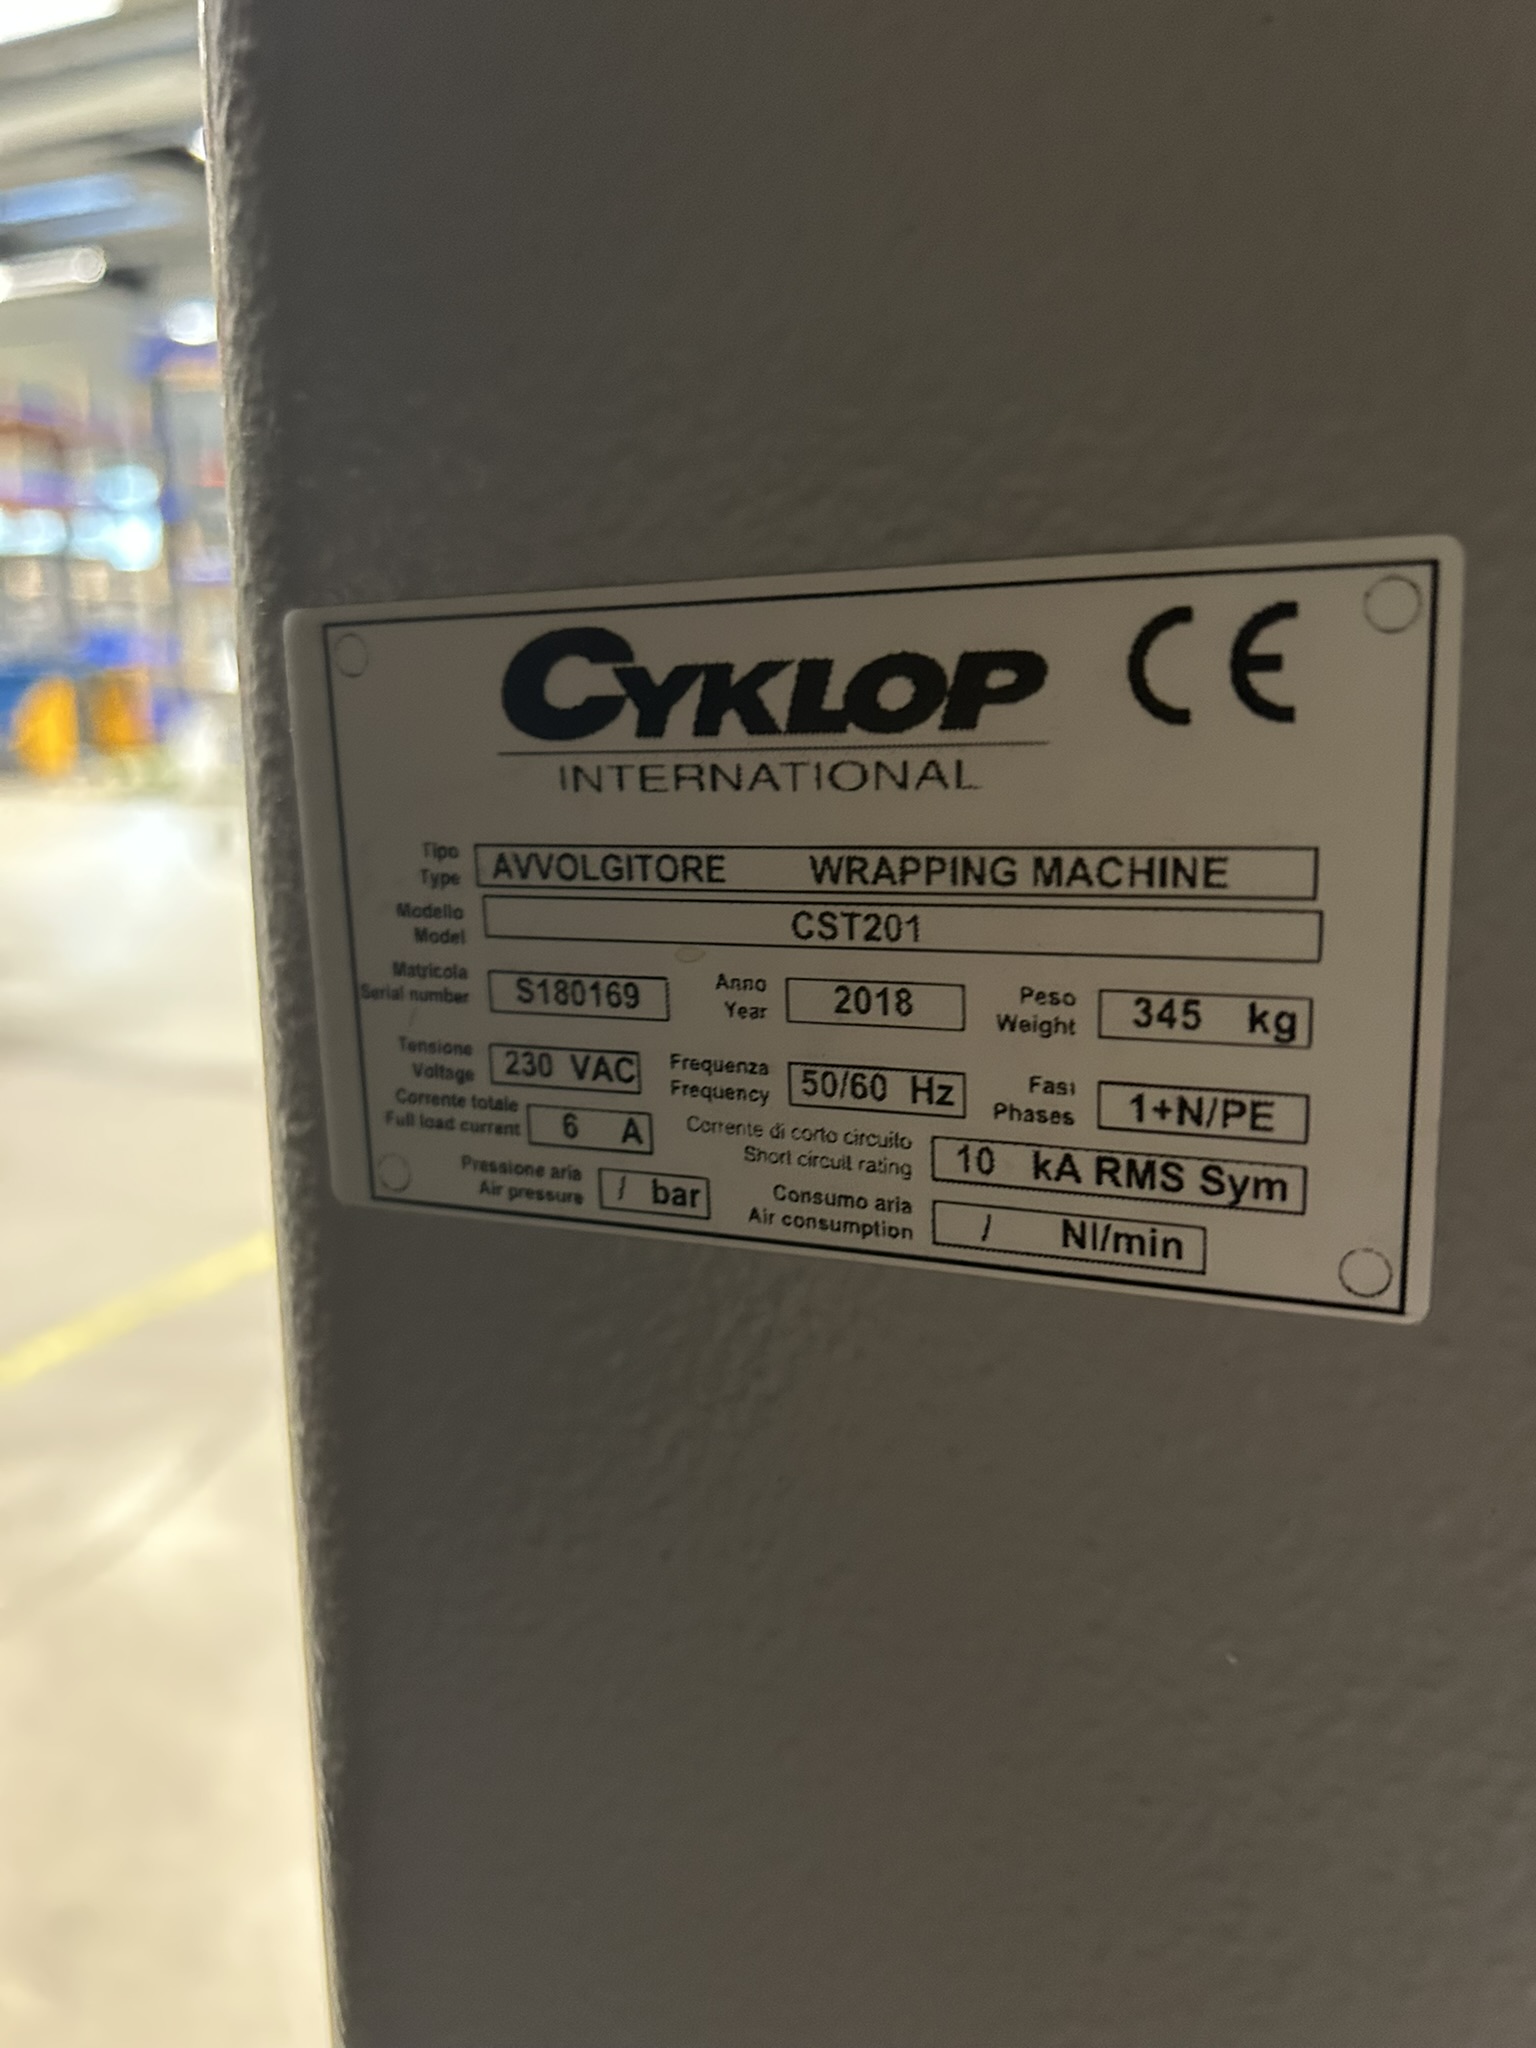 CYKLOP CE
INTERNATIONAL
Tipo
Type AVVOLGITORE WRAPPING MACHINE
Modello
Model CST201
Matricola
Serial number S180169 Anno
Year 2018 Peso
Weight 345 kg
Tensione
Voltage 230 VAC Frequenza
Frequency 50/60 Hz Fasi
Phases 1+N/PE
Corrente totale
Full load current 6 A Corrente di corto circuito
Short circuit rating 10 kA RMS Sym
Pressione aria
Air pressure / bar Consumo aria
Air consumption / Nl/min